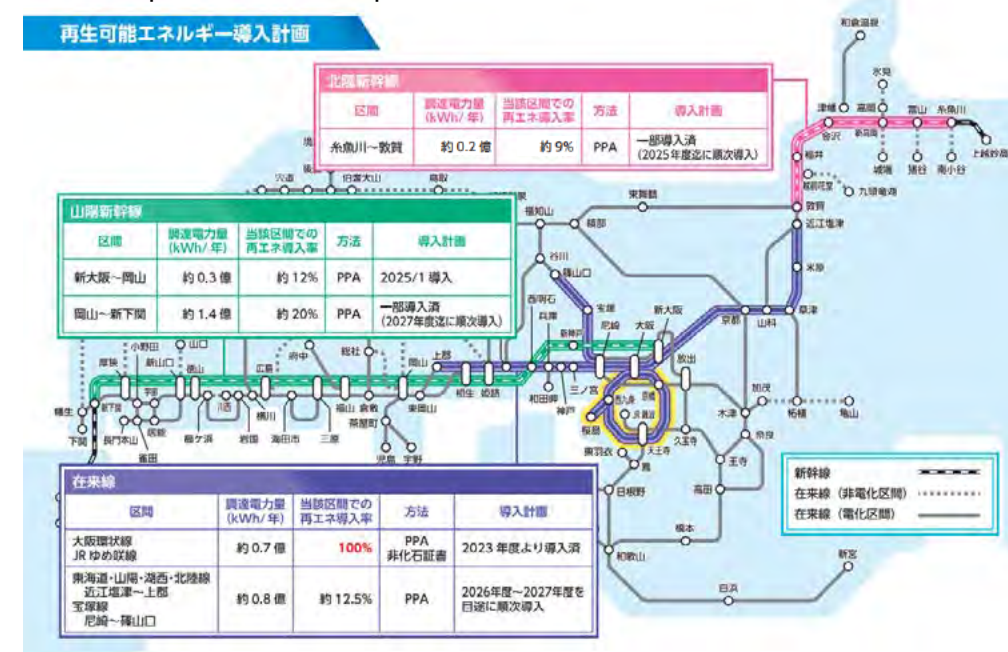 再生可能エネルギー導入計画
和倉温泉
氷見
津幡
高岡
富山
糸魚川
金沢
新高岡
上越妙高
城端
猪谷
南小谷
福井
越前花堂
九頭竜湖
敦賀
北陸新幹線
区間
調達電力量
(kWh/年)
当該区間での
再エネ導入率
方法
導入計画
糸魚川～敦賀
約 0.2 億
約 9%
PPA
一部導入済
(2025年度迄に順次導入)
宍道
伯耆大山
鳥取
東舞鶴
福知山
綾部
近江塩津
谷川
篠山口
米原
山陽新幹線
区間
調達電力量
(kWh/ 年)
当該区間での
再エネ導入率
方法
導入計画
新大阪～岡山
約 0.3 億
約 12%
PPA
2025/1 導入
岡山～新下関
約 1.4 億
約 20%
PPA
一部導入済
(2027年度迄に順次導入)
西明石
兵庫
新神戸
宝塚
尼崎
大阪
新大阪
京都
山科
草津
放出
小野田
山口
厚狭
新山口
徳山
広島
府中
総社
岡山
上郡
相生
姫路
和田岬
神戸
三ノ宮
西九条
京橋
JR難波
桜島
天王寺
久宝寺
加茂
木津
柘植
亀山
奈良
幡生
下関
新下関
宇部
長門本山
居能
雀田
櫛ケ浜
川西
岩国
横川
海田市
三原
福山
倉敷
茶屋町
東岡山
児島
宇野
東羽衣
鳳
王寺
高田
日根野
橋本
和歌山
新宮
白浜
新幹線
在来線（非電化区間）
在来線（電化区間）
在来線
区間
調達電力量
(kWh/ 年)
当該区間での
再エネ導入率
方法
導入計画
大阪環状線
JR ゆめ咲線
約 0.7 億
100%
PPA
非化石証書
2023 年度より導入済
東海道・山陽・湖西・北陸線
近江塩津～上郡
宝塚線
尼崎～篠山口
約 0.8 億
約 12.5%
PPA
2026年度～2027年度を
目途に順次導入